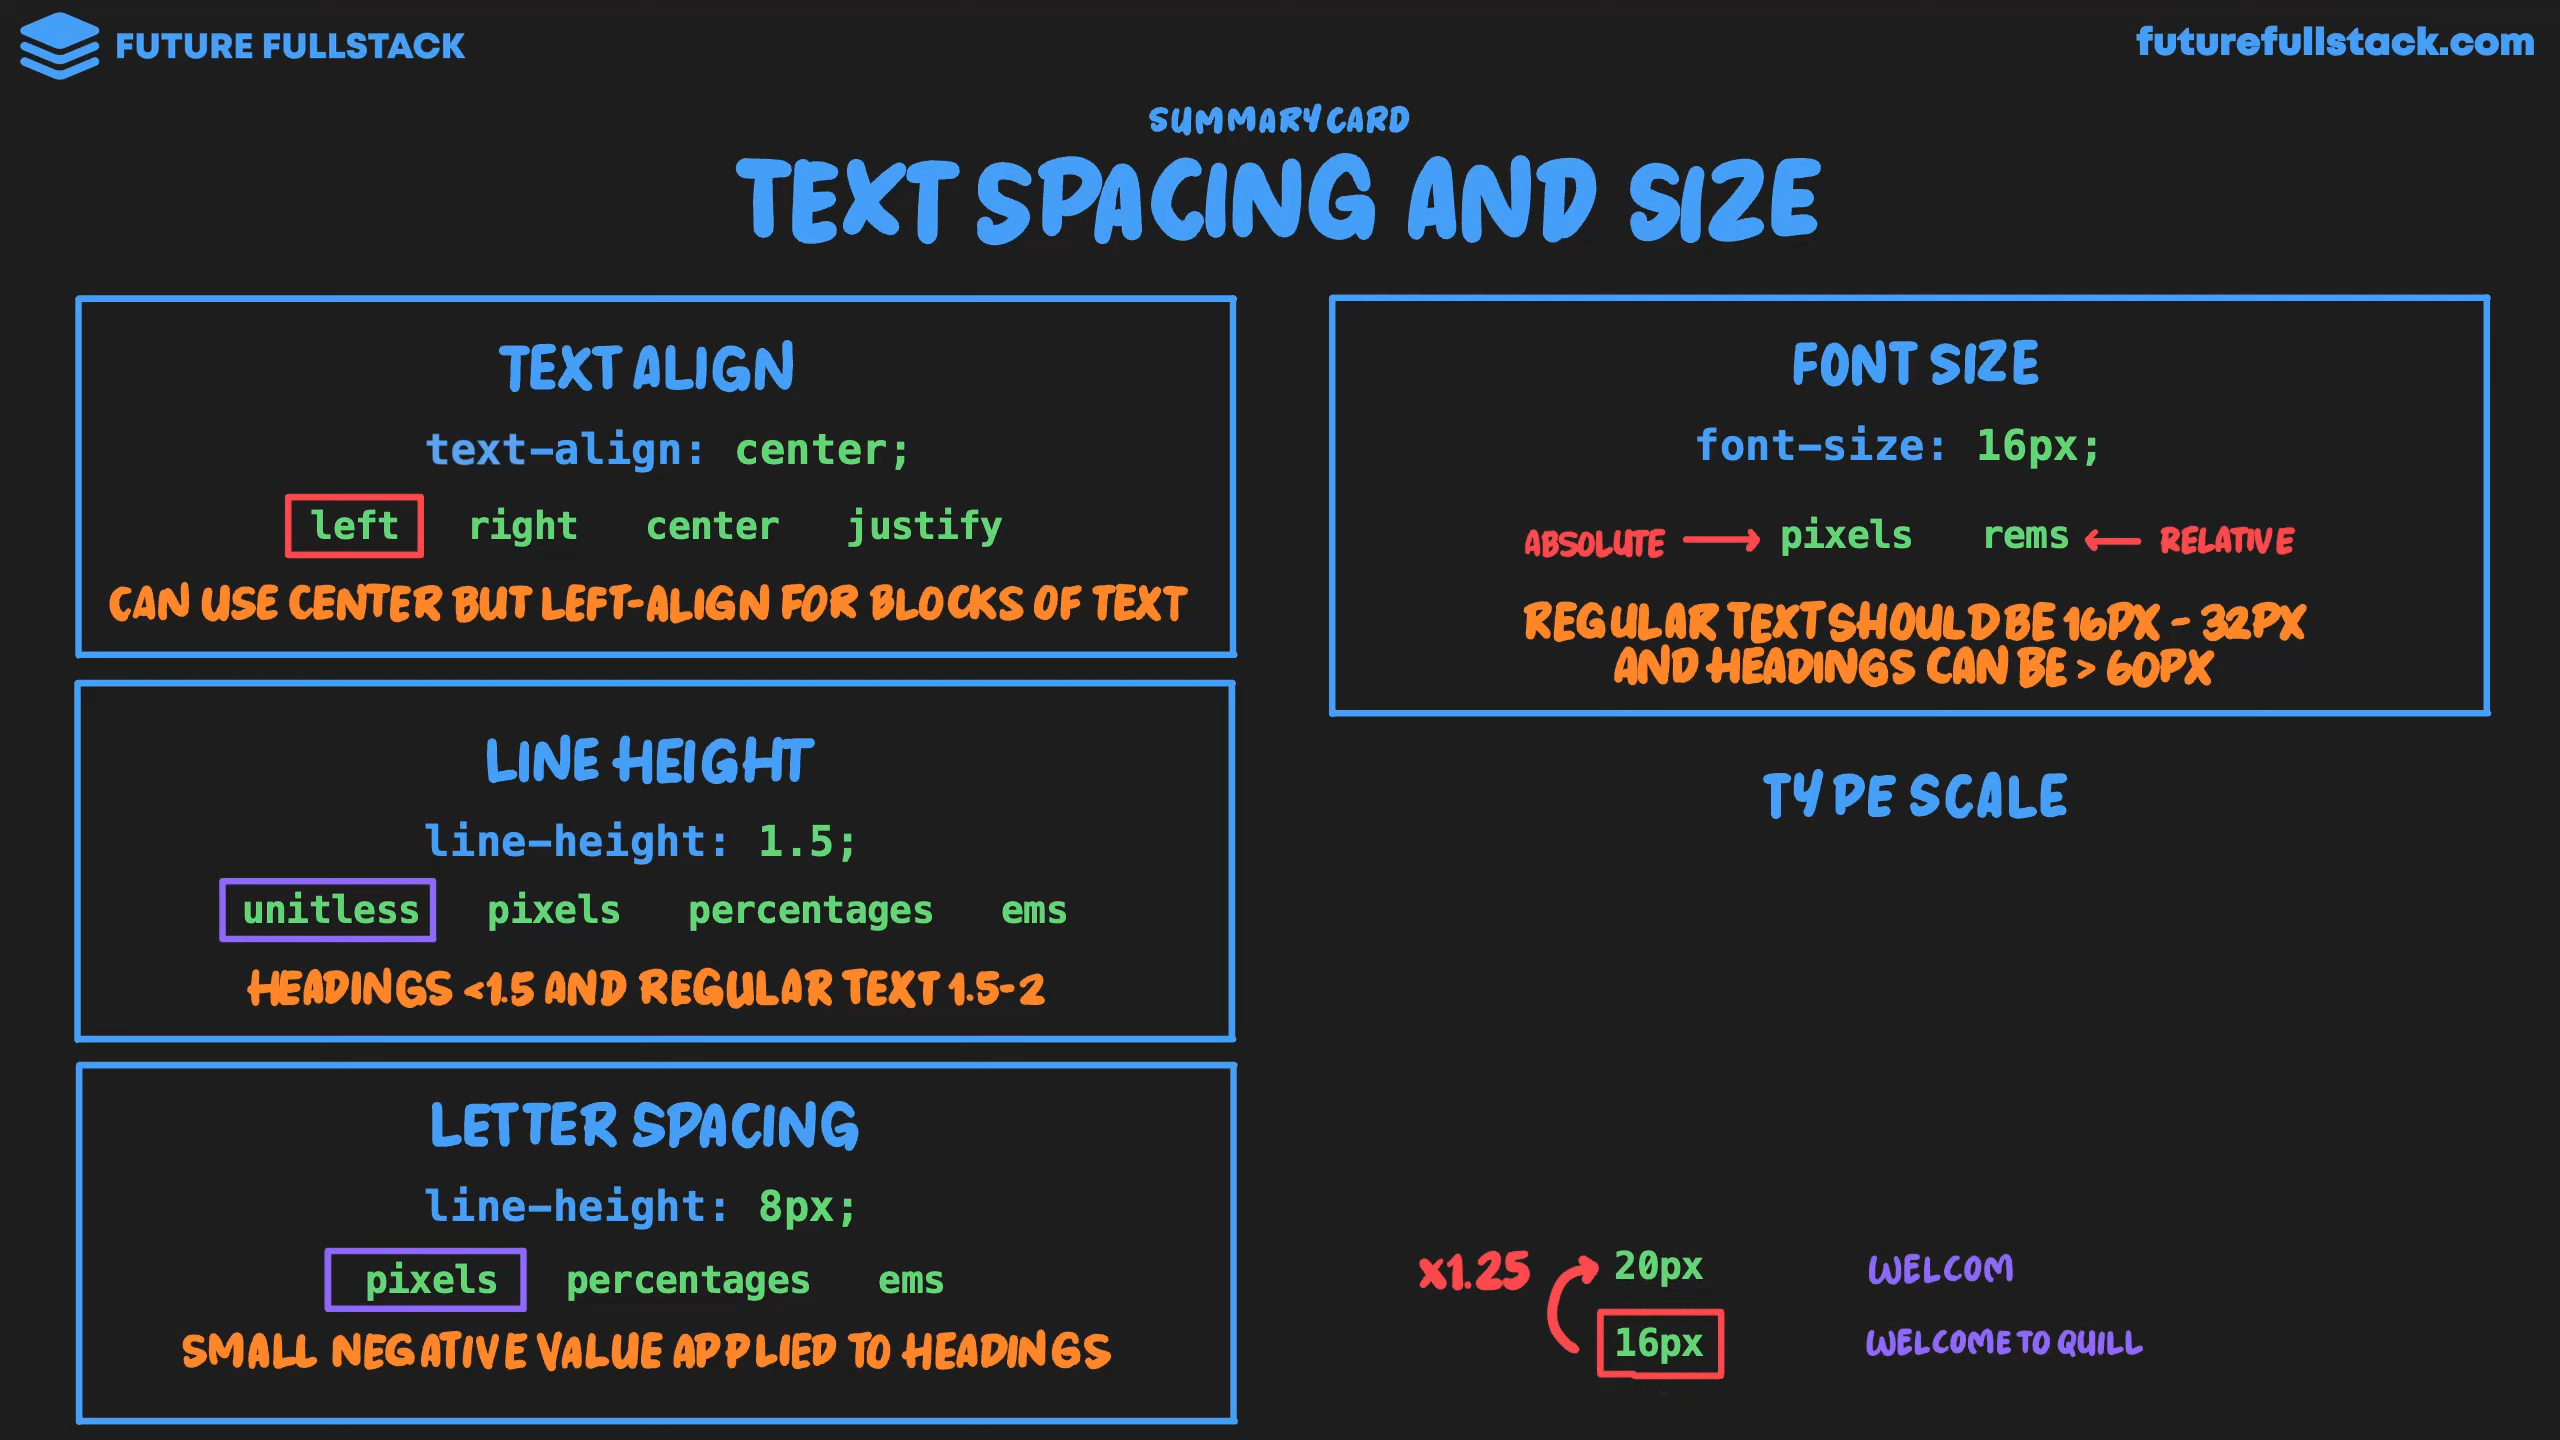 FUTURE FULLSTACK
futurefullstack.com
SUMMARY CARD
TEXT SPACING AND SIZE
TEXT ALIGN
text-align: center;
left right center justify
CAN USE CENTER BUT LEFT-ALIGN FOR BLOCKS OF TEXT
LINE HEIGHT
line-height: 1.5;
unitless pixels percentages ems
HEADINGS <1.5 AND REGULAR TEXT 1.5-2
LETTER SPACING
line-height: 8px;
pixels percentages ems
SMALL NEGATIVE VALUE APPLIED TO HEADINGS
FONT SIZE
font-size: 16px;
ABSOLUTE → pixels rems ← RELATIVE
REGULAR TEXT SHOULD BE 16PX - 32PX
AND HEADINGS CAN BE > 60PX
TYPE SCALE
x1.25 20px WELCOM
16px WELCOME TO QUILL